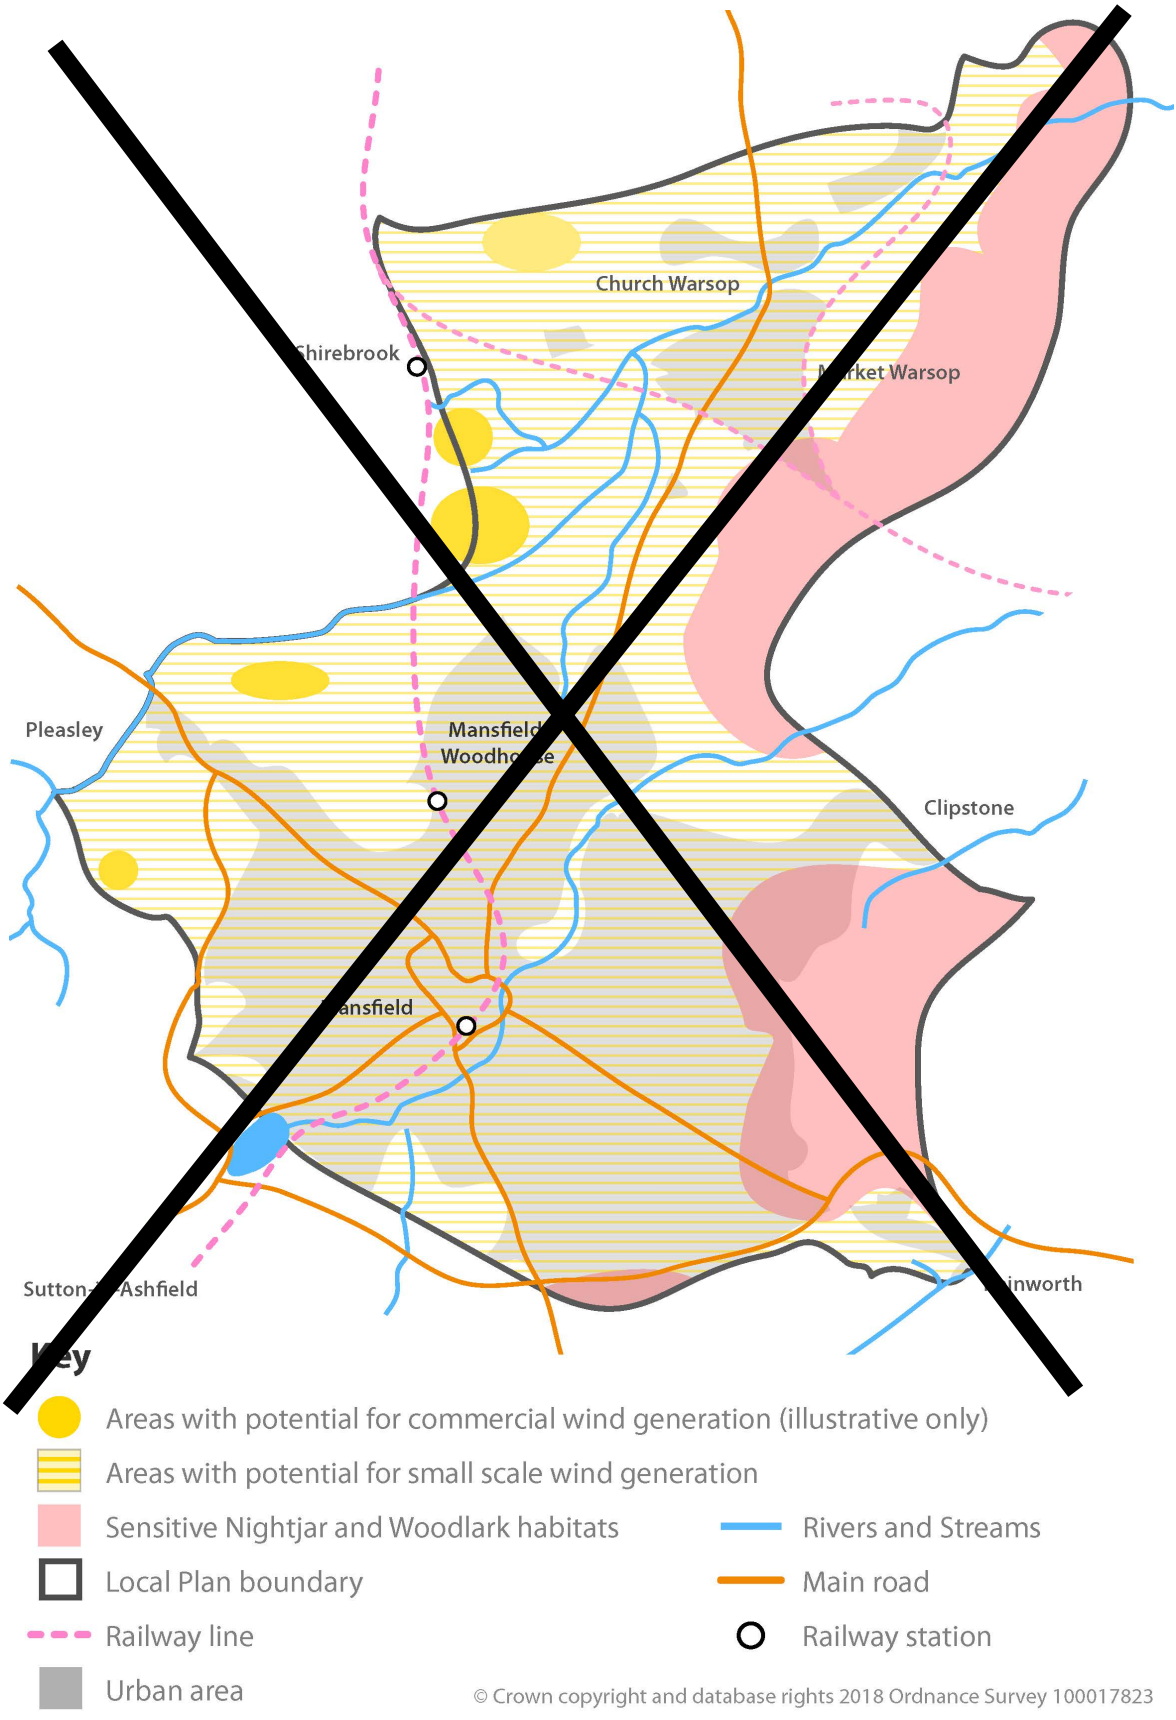 Church Warsop
Shirebrook
Market Warsop
Pleasley
Mansfield
Woodhouse
Clipstone
Mansfield
Sutton-in-Ashfield
Rainworth
Key
Areas with potential for commercial wind generation (illustrative only)
Areas with potential for small scale wind generation
Sensitive Nightjar and Woodlark habitats
Rivers and Streams
Local Plan boundary
Main road
Railway line
Railway station
Urban area
© Crown copyright and database rights 2018 Ordnance Survey 100017823